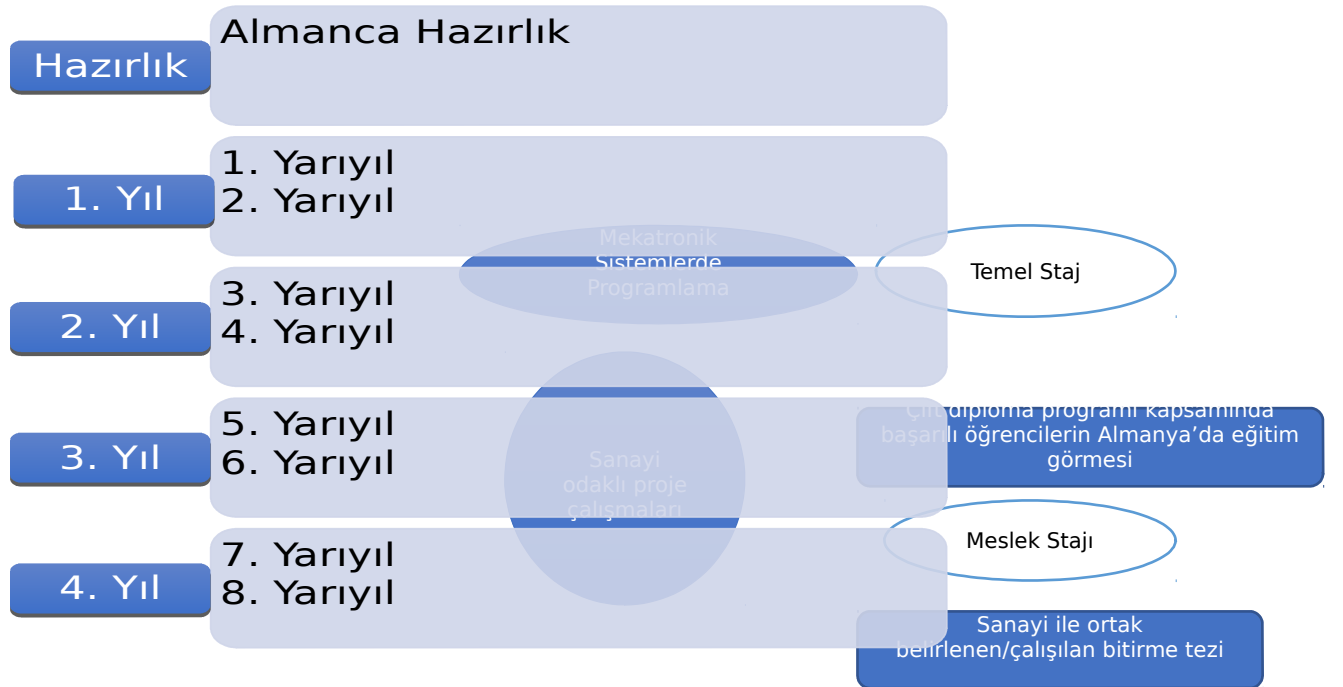 Hazırlık
Almanca Hazırlık
1. Yıl
1. Yarıyıl
2. Yarıyıl
Mekatronik
Sistemlerde
Programlama
Temel Staj
2. Yıl
3. Yarıyıl
4. Yarıyıl
3. Yıl
5. Yarıyıl
6. Yarıyıl
Sanayi
odaklı proje
çalışmaları
Çift diploma programı kapsamında
başarılı öğrencilerin Almanya’da eğitim
görmesi
Meslek Stajı
4. Yıl
7. Yarıyıl
8. Yarıyıl
Sanayi ile ortak
belirlenen/çalışılan bitirme tezi